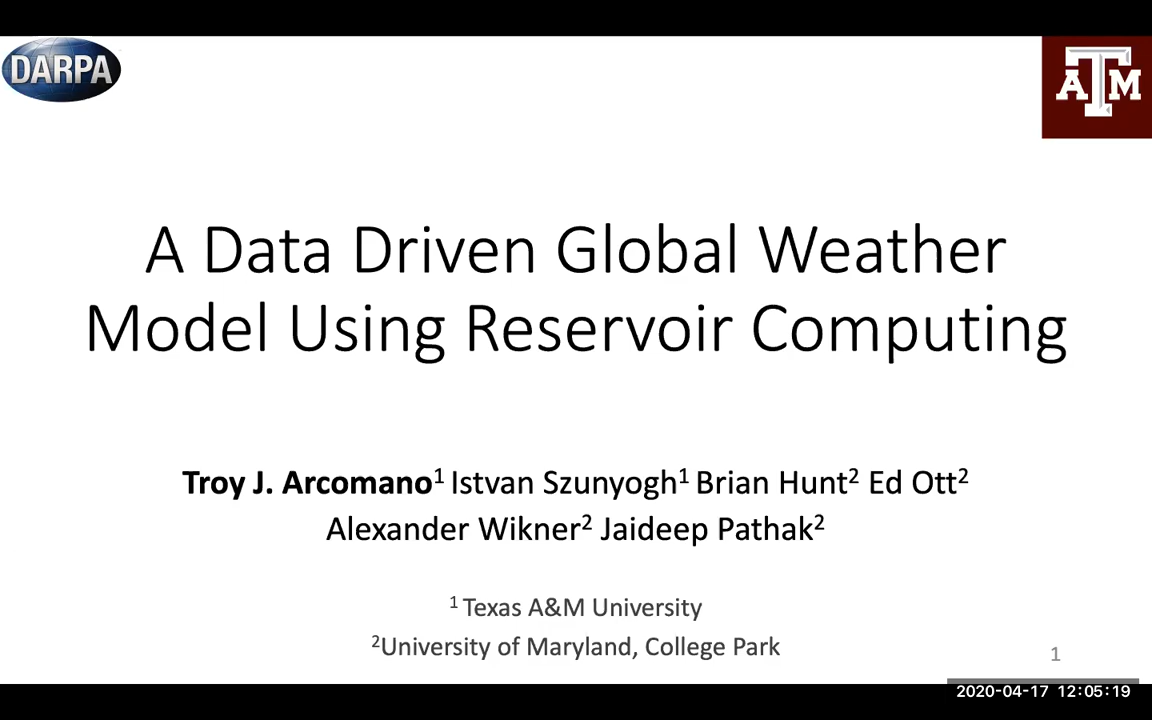 DARPA
ATM
A Data Driven Global Weather
Model Using Reservoir Computing
Troy J. Arcomano¹ Istvan Szunyogh¹ Brian Hunt² Ed Ott²
Alexander Wikner² Jaideep Pathak²
¹ Texas A&M University
²University of Maryland, College Park
1
2020-04-17 12:05:19